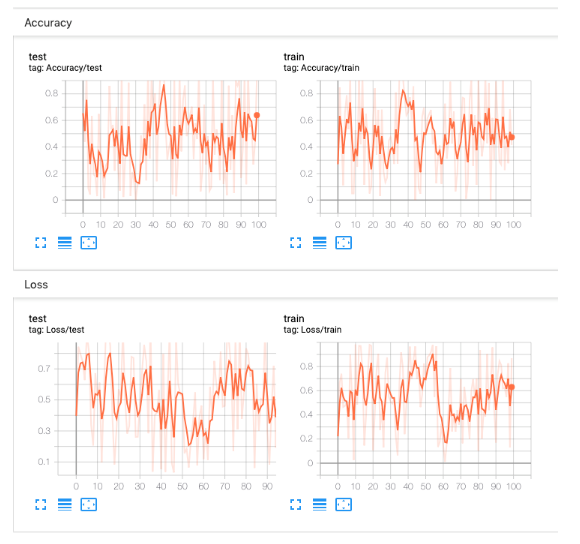 Accuracy
test
tag: Accuracy/test
train
tag: Accuracy/train
0.8
0.6
0.4
0.2
0
0 10 20 30 40 50 60 70 80 90 100
0.8
0.6
0.4
0.2
0
0 10 20 30 40 50 60 70 80 90 100
Loss
test
tag: Loss/test
train
tag: Loss/train
0.7
0.5
0.3
0.1
0 10 20 30 40 50 60 70 80 90
0.8
0.6
0.4
0.2
0
0 10 20 30 40 50 60 70 80 90 100